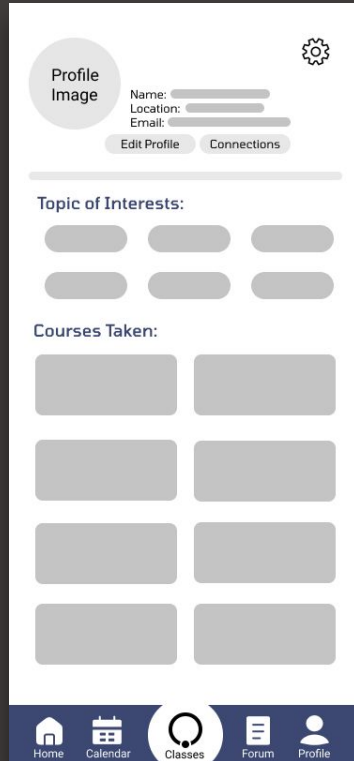 Profile
Image
Name:
Location:
Email:
Edit Profile
Connections
Topic of Interests:
Courses Taken:
Home
Calendar
Classes
Forum
Profile